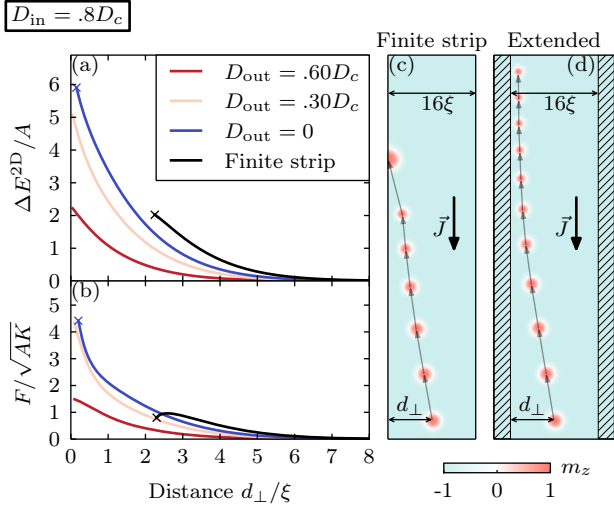 D_in = .8D_c
(a)
ΔE^2D/A
6
5
4
3
2
1
0
D_out = .60D_c
D_out = .30D_c
D_out = 0
Finite strip
(b)
F/√AK
5
4
3
2
1
0
0 1 2 3 4 5 6 7 8
Distance d_⊥/ξ
Finite strip
(c)
16ξ
J⃗
d_⊥
Extended
(d)
16ξ
J⃗
d_⊥
-1 0 1
m_z